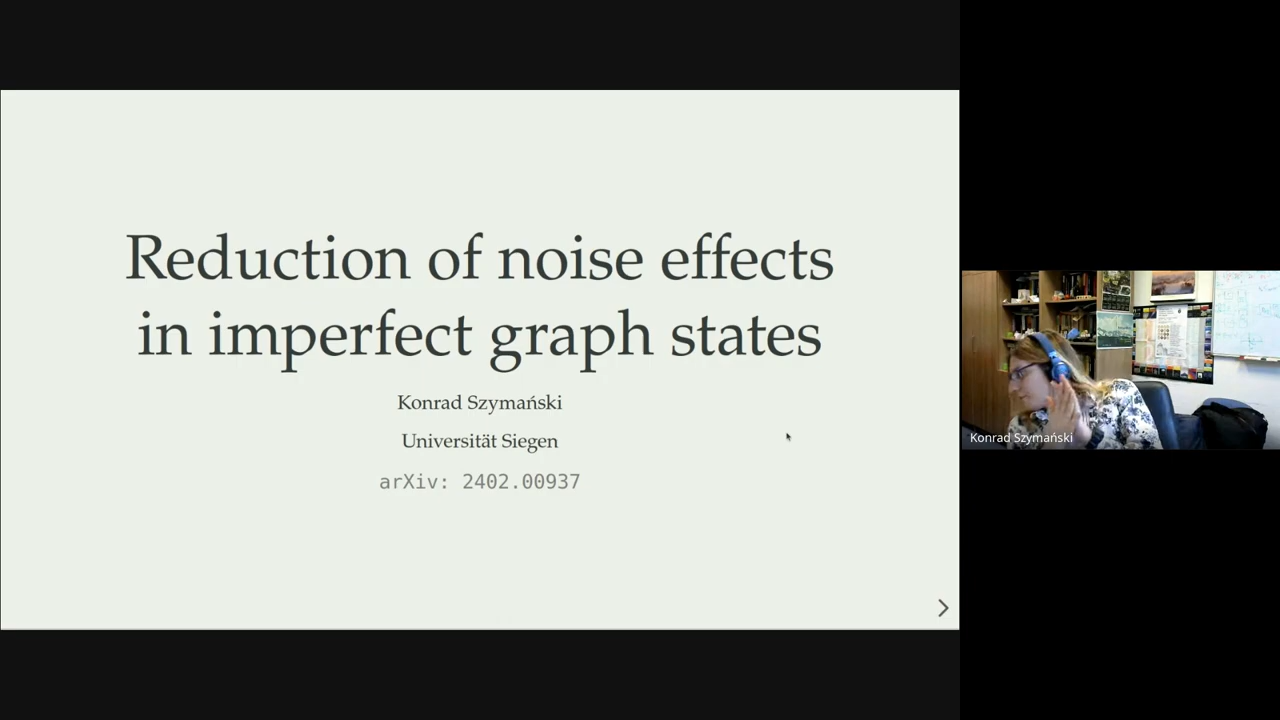 Reduction of noise effects
in imperfect graph states
Konrad Szymański
Universität Siegen
arXiv: 2402.00937
Konrad Szymański